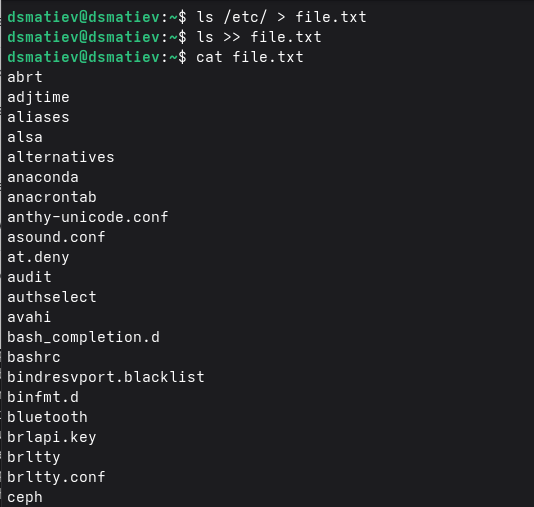 dsmatiev@dsmatiev:~$ ls /etc/ > file.txt
dsmatiev@dsmatiev:~$ ls >> file.txt
dsmatiev@dsmatiev:~$ cat file.txt
abrt
adjtime
aliases
alsa
alternatives
anaconda
anacrontab
anthy-unicode.conf
asound.conf
at.deny
audit
authselect
avahi
bash_completion.d
bashrc
bindresvport.blacklist
binfmt.d
bluetooth
brlapi.key
brltty
brltty.conf
ceph